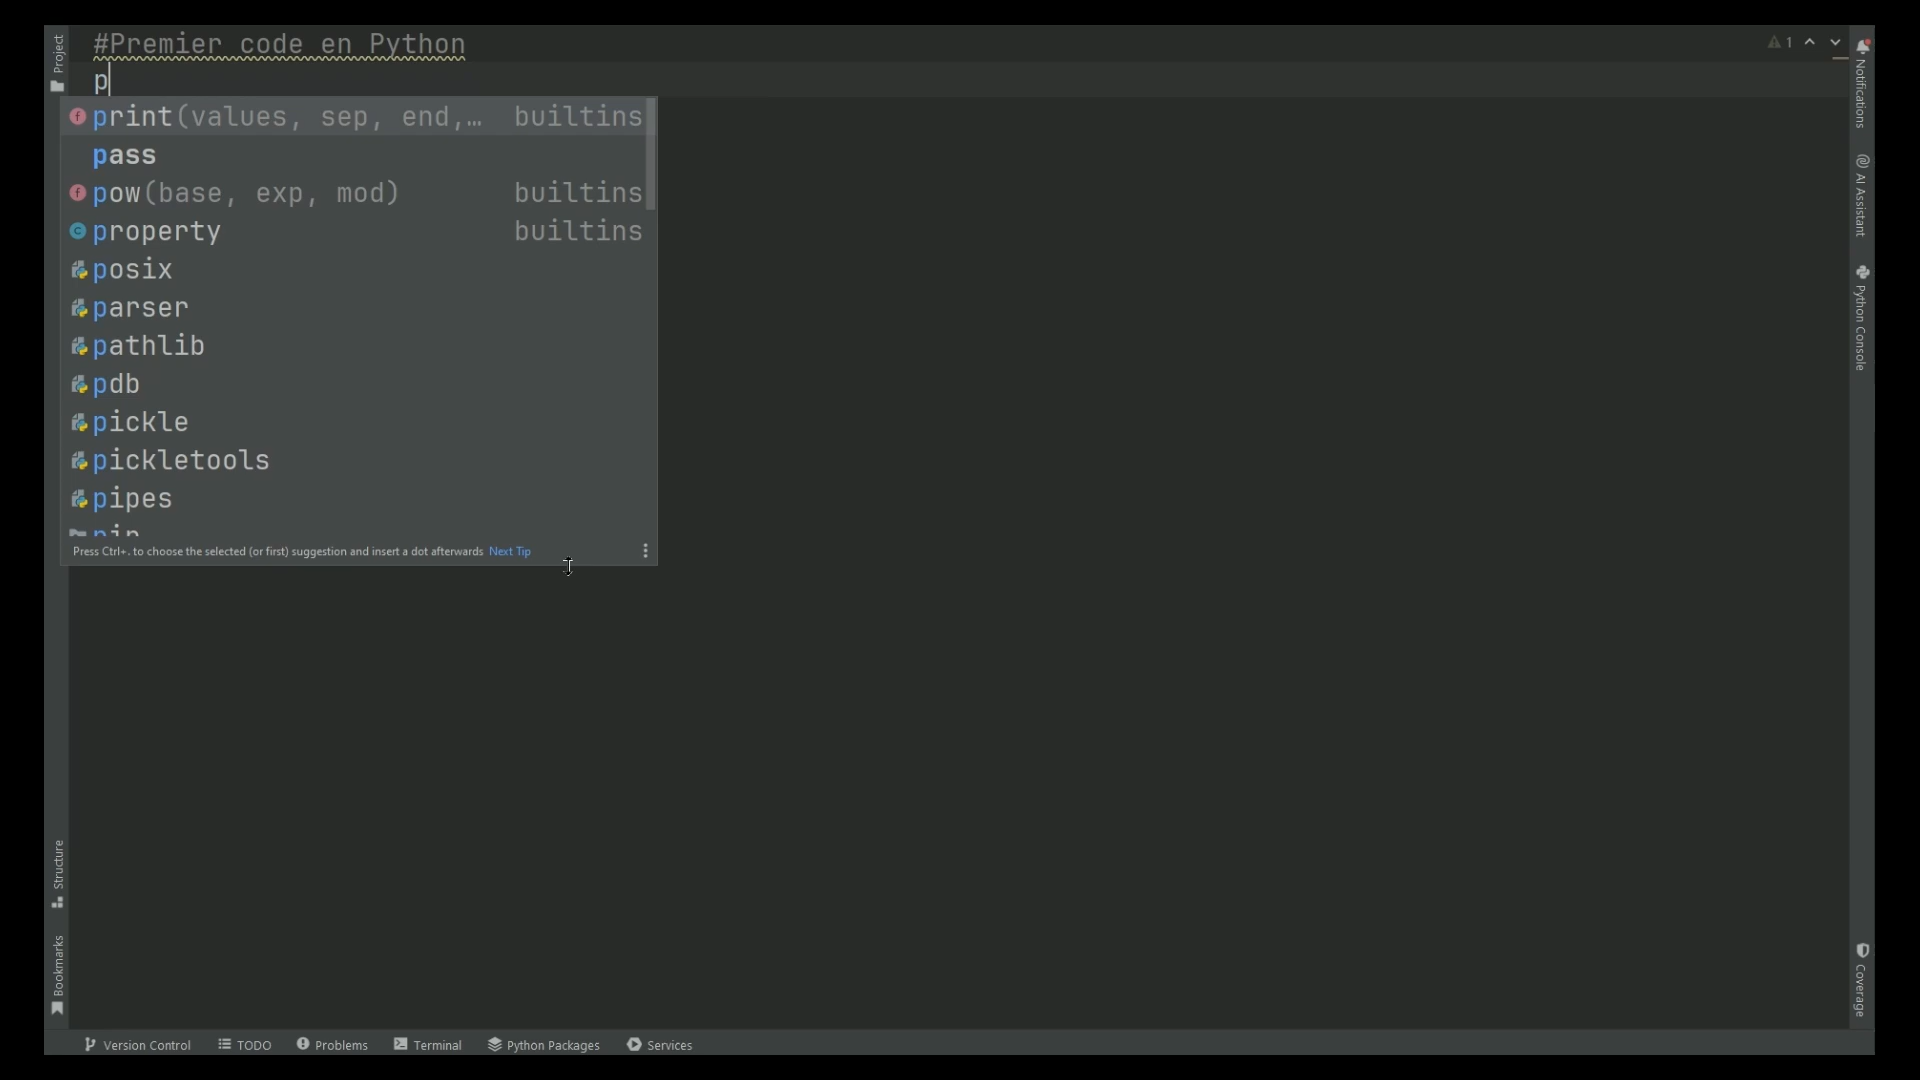 #Premier code en Python
p
print(values, sep, end,… builtins
pass
pow(base, exp, mod) builtins
property builtins
posix
parser
pathlib
pdb
pickle
pickletools
pipes
pip
Press Ctrl+. to choose the selected (or first) suggestion and insert a dot afterwards Next Tip
Project
Structure
Bookmarks
1
Notifications
AI Assistant
Python Console
Coverage
Version Control
TODO
Problems
Terminal
Python Packages
Services